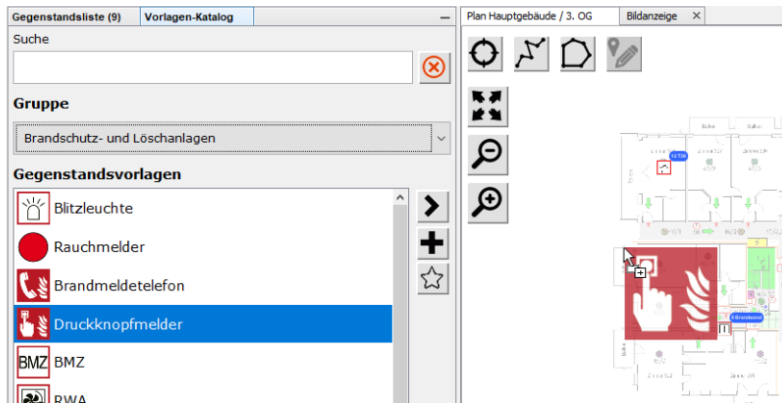 Gegenstandsliste (9) Vorlagen-Katalog
Suche
Gruppe
Brandschutz- und Löschanlagen
Gegenstandsvorlagen
Blitzleuchte
Rauchmelder
Brandmeldetelefon
Druckknopfmelder
BMZ BMZ
RWA
Plan Hauptgebäude / 3. OG Bildanzeige